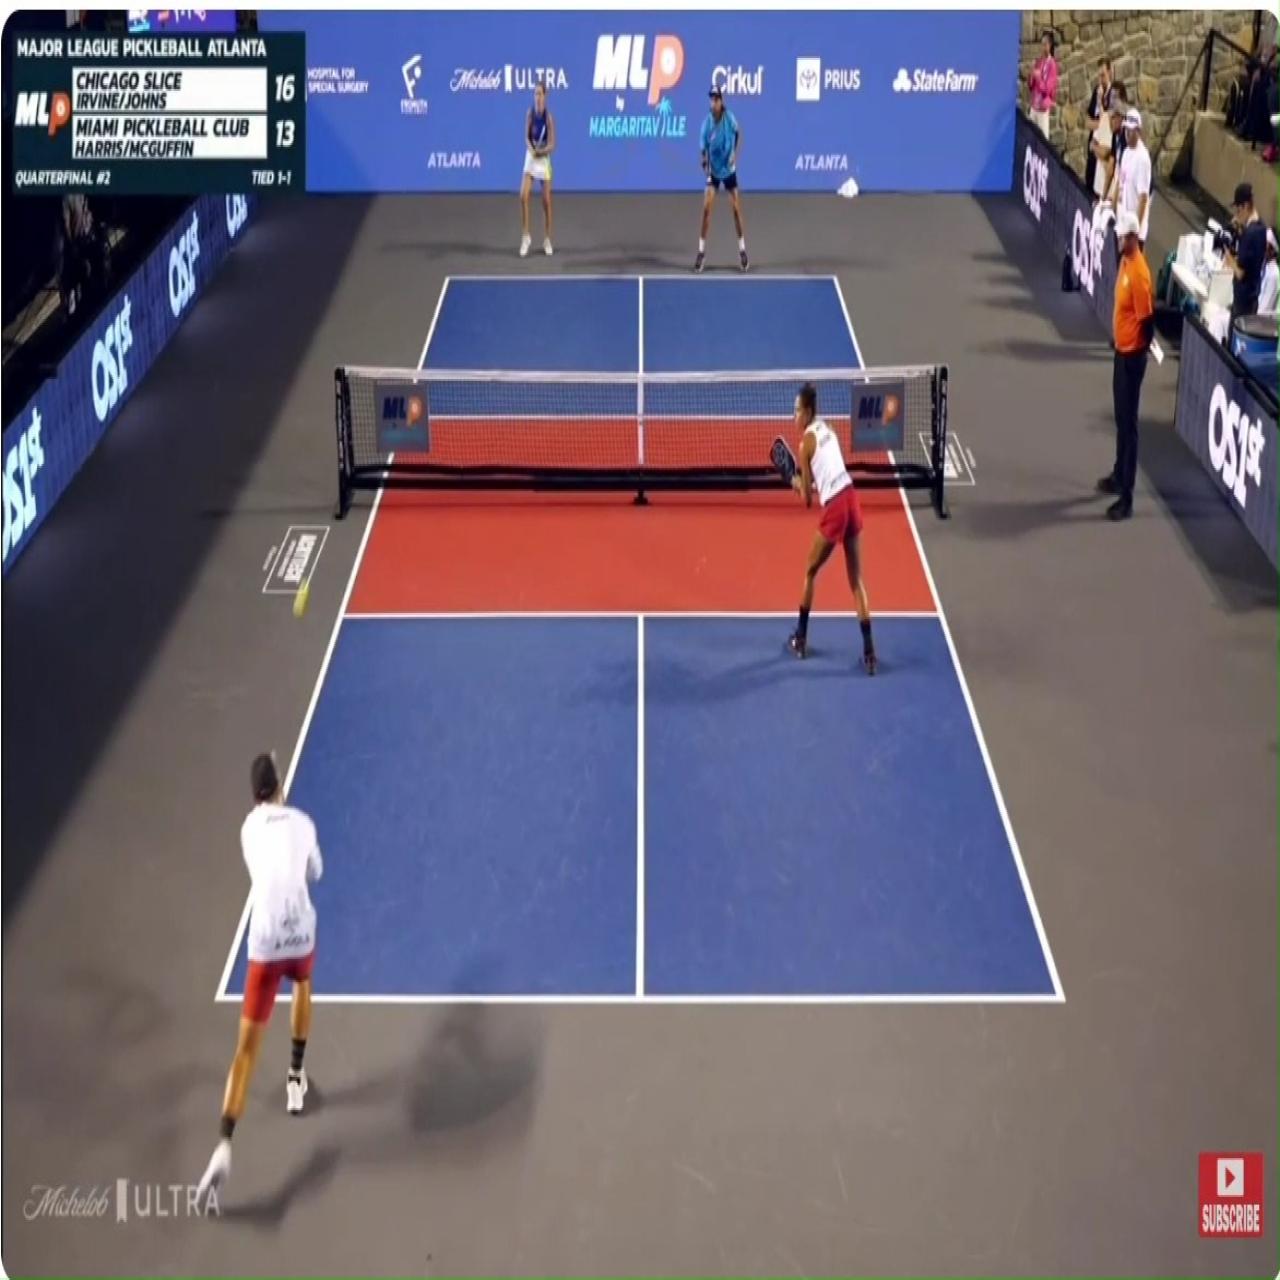 MAJOR LEAGUE PICKLEBALL ATLANTA
MLP
CHICAGO SLICE
IRVINE/JOHNS
16
MIAMI PICKLEBALL CLUB
HARRIS/MCGUFFIN
13
QUARTERFINAL #2
TIED 1-1
HOSPITAL FOR
SPECIAL SURGERY
Michelob ULTRA
MLP
by
MARGARITAVILLE
Cirkul
PRIUS
StateFarm
ATLANTA
ATLANTA
OS1st
OS1st
OS1st
OS1st
OS1st
OS1st
OS1st
MLP
MLP
Michelob ULTRA
SUBSCRIBE